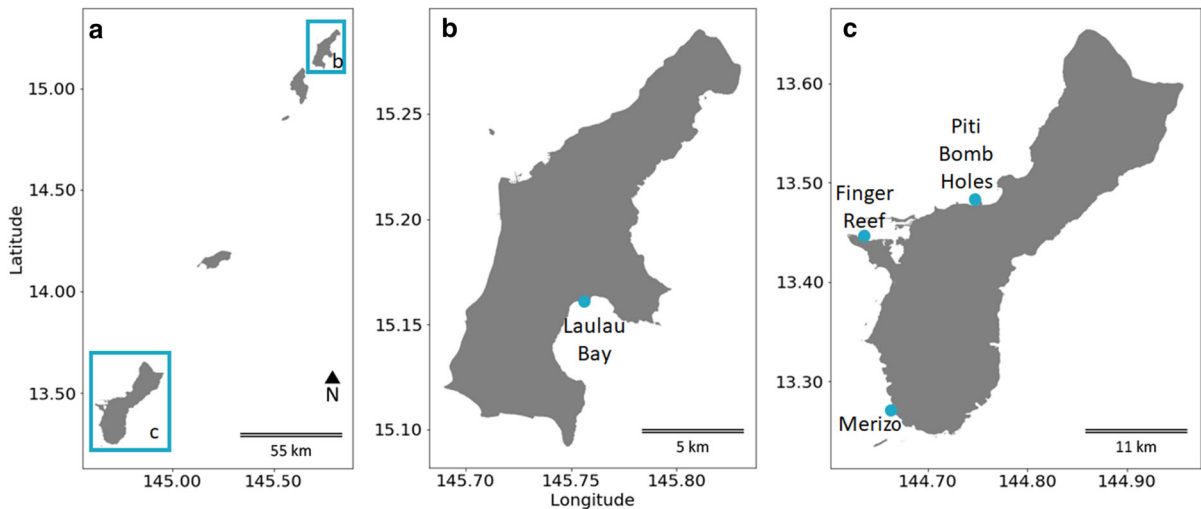 a
b
15.00
14.50
14.00
13.50
Latitude
c
N
55 km
145.00
145.50
b
15.25
15.20
15.15
15.10
Laulau
Bay
5 km
145.70
145.75
145.80
Longitude
c
13.60
13.50
13.40
13.30
Piti
Bomb
Holes
Finger
Reef
Merizo
11 km
144.70
144.80
144.90